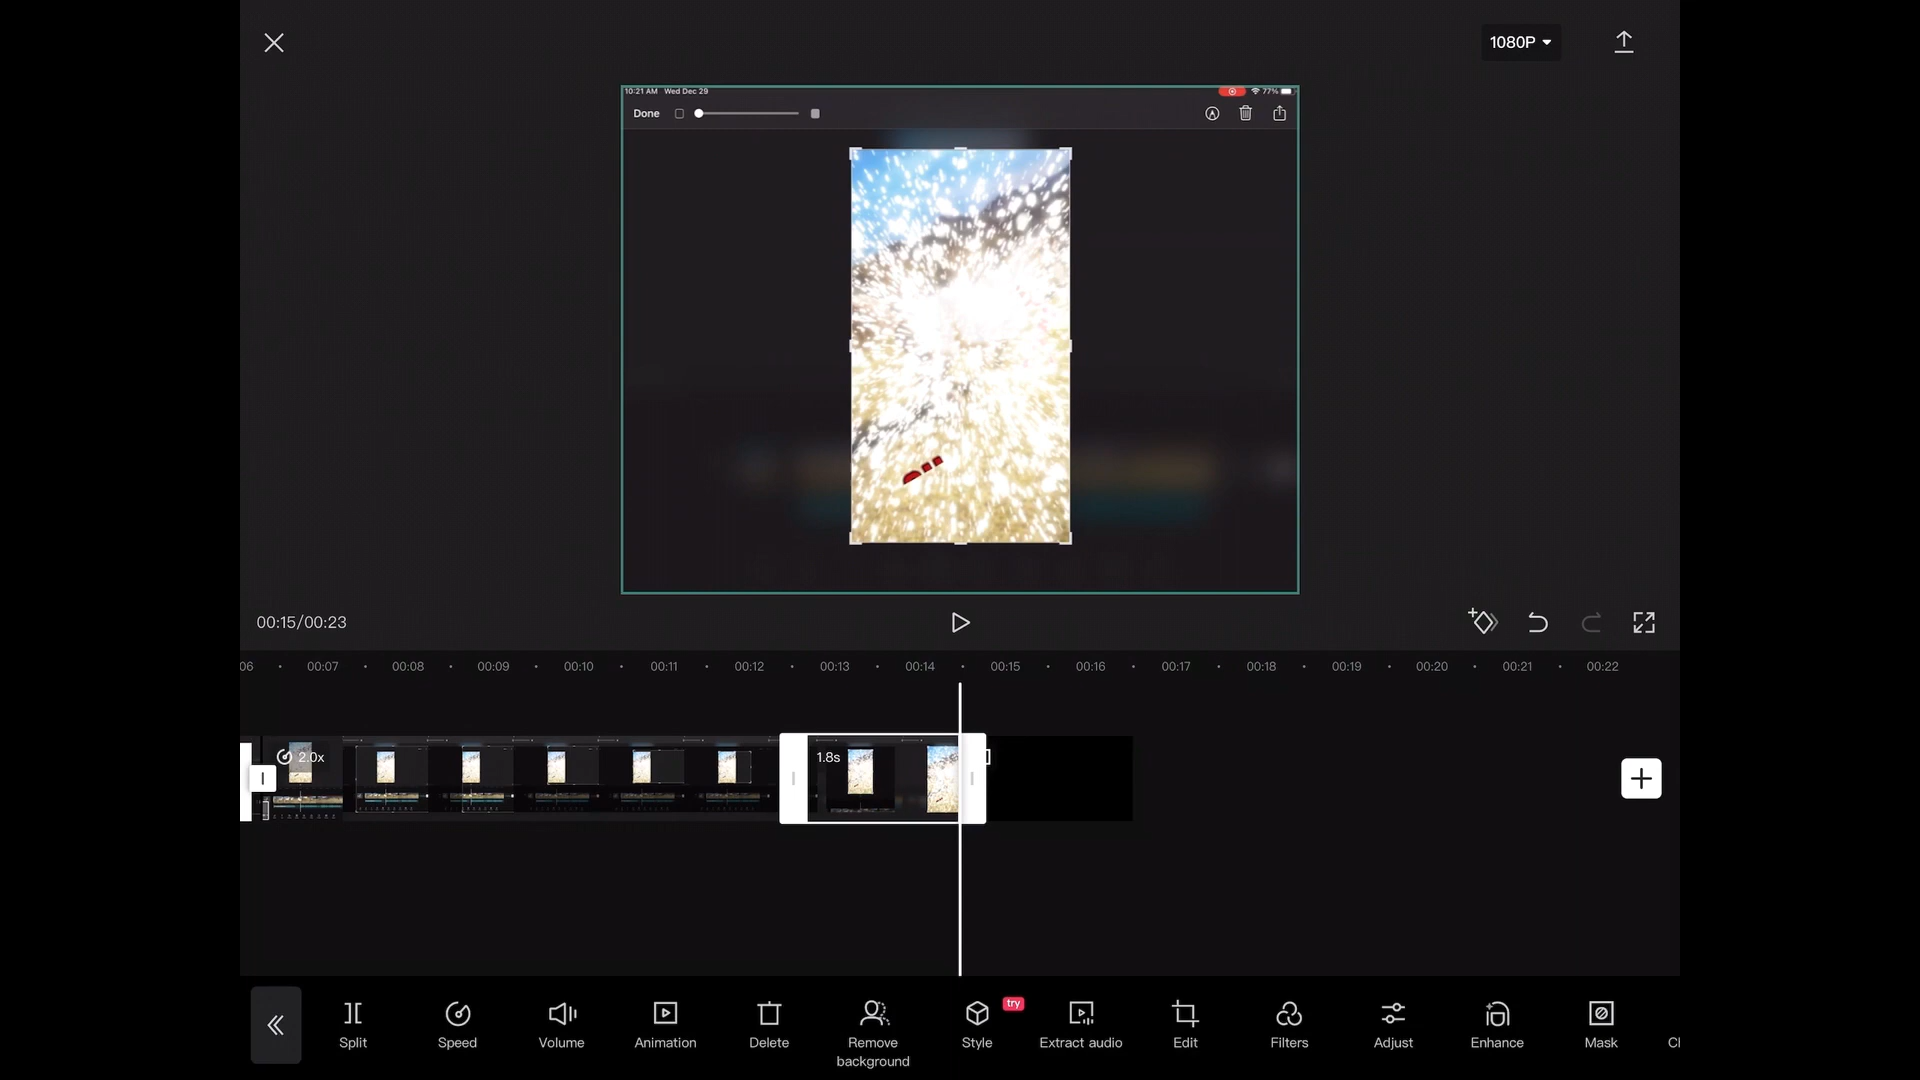 1080P
10:21 AM Wed Dec 29
77%
Done
00:15/00:23
06 00:07 00:08 00:09 00:10 00:11 00:12 00:13 00:14 00:15 00:16 00:17 00:18 00:19 00:20 00:21 00:22
2.0x
1.8s
try
Split Speed Volume Animation Delete Remove Style Extract audio Edit Filters Adjust Enhance Mask
background